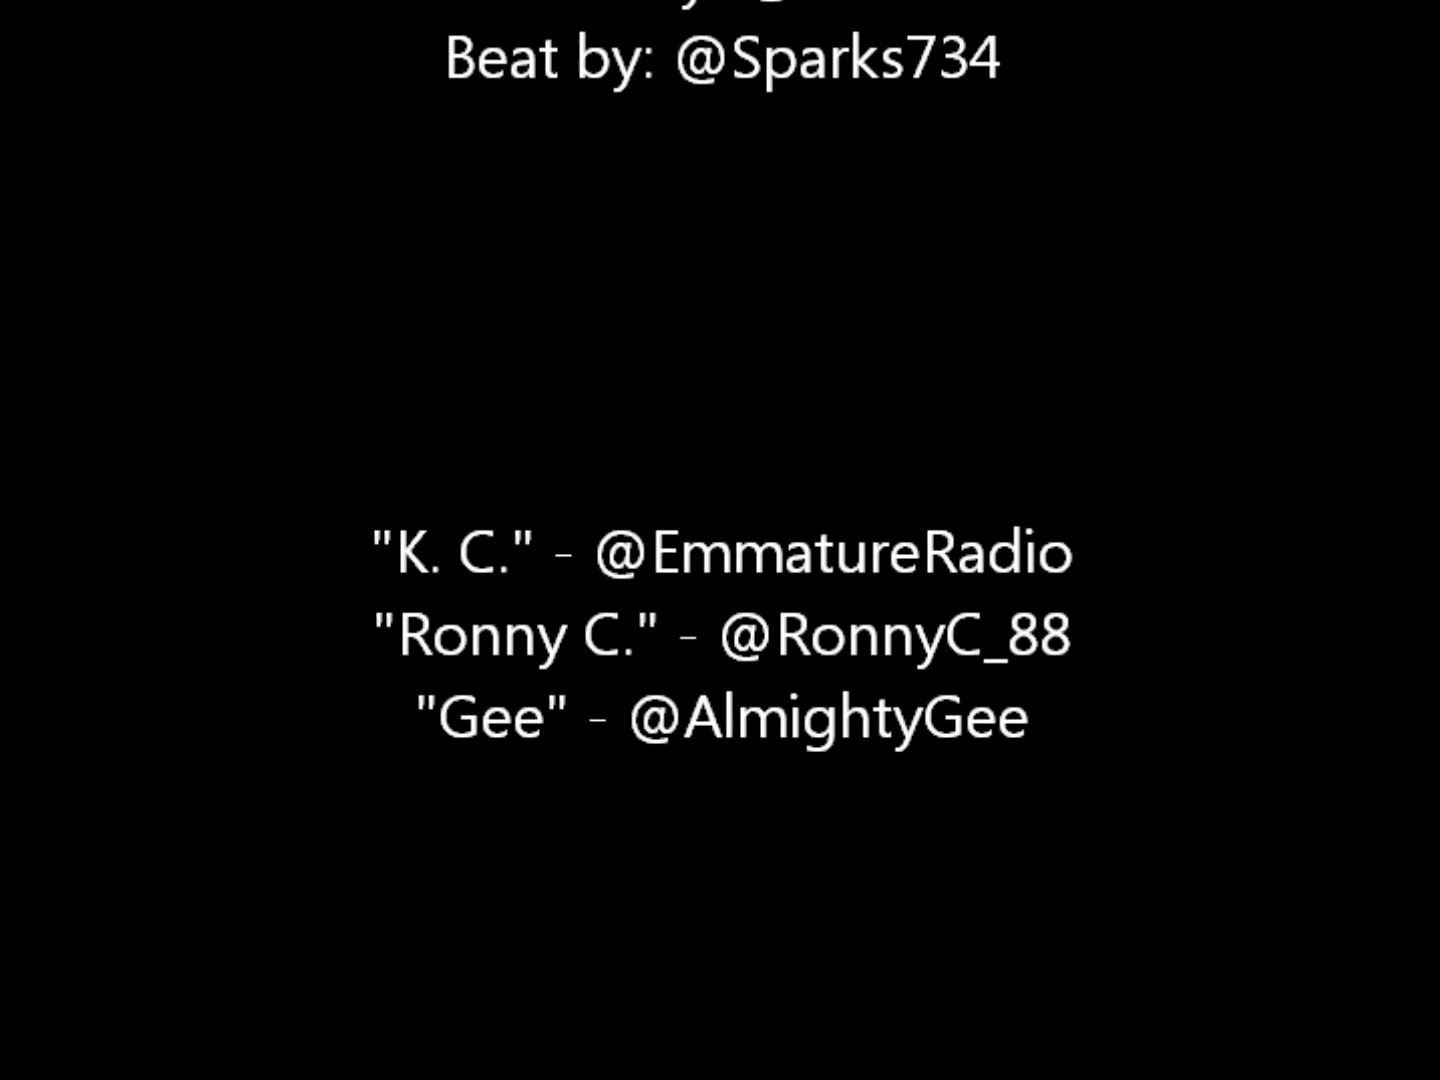 Beat by: @Sparks734
"K. C." - @EmmatureRadio
"Ronny C." - @RonnyC_88
"Gee" - @AlmightyGee